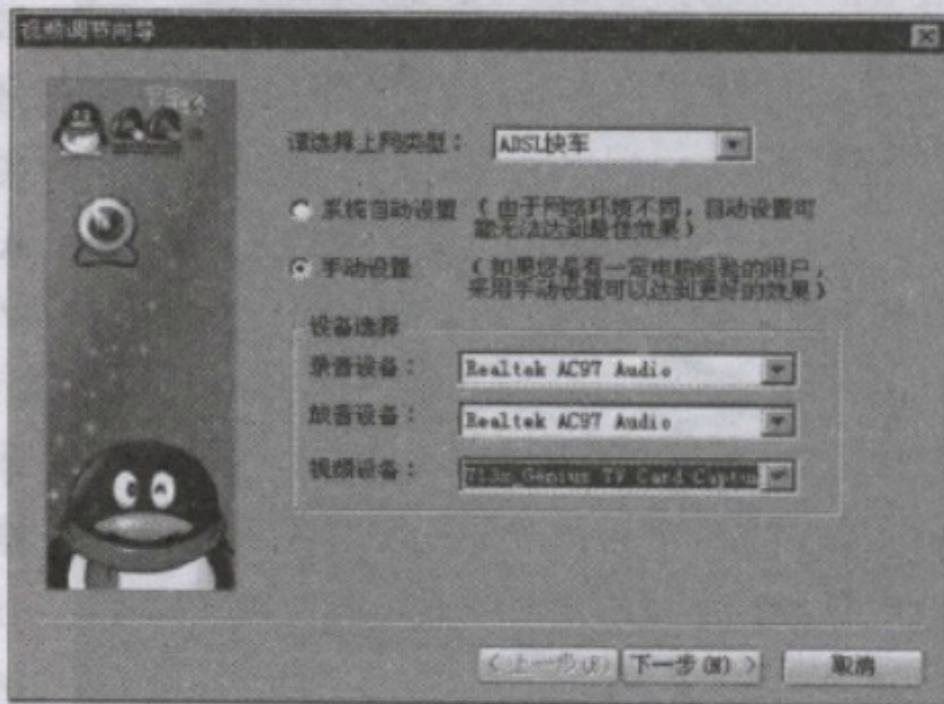 视频调节向导
请选择上网类型：
ADSL快车
系统自动设置 （由于网络环境不同，自动设置可
能无法达到最佳效果）
手动设置 （如果您是有一定电脑经验的用户，
采用手动设置可以达到更好的效果）
设备选择
录音设备： Realtek AC97 Audio
放音设备： Realtek AC97 Audio
视频设备： 713x Genius TV Card Captur
<上一步(P) 下一步(N) > 取消